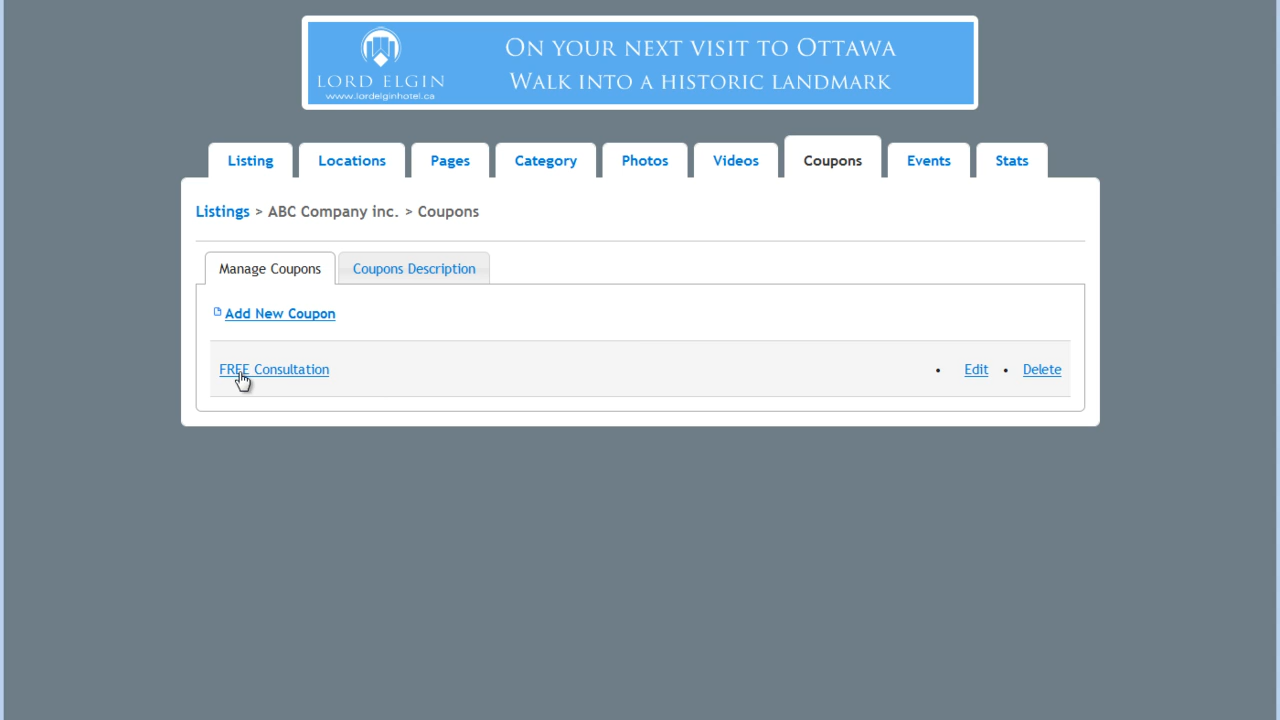 LORD ELGIN
www.lordelginhotel.ca
ON YOUR NEXT VISIT TO OTTAWA
WALK INTO A HISTORIC LANDMARK
Listing Locations Pages Category Photos Videos Coupons Events Stats
Listings > ABC Company inc. > Coupons
Manage Coupons Coupons Description
Add New Coupon
FREE Consultation • Edit • Delete